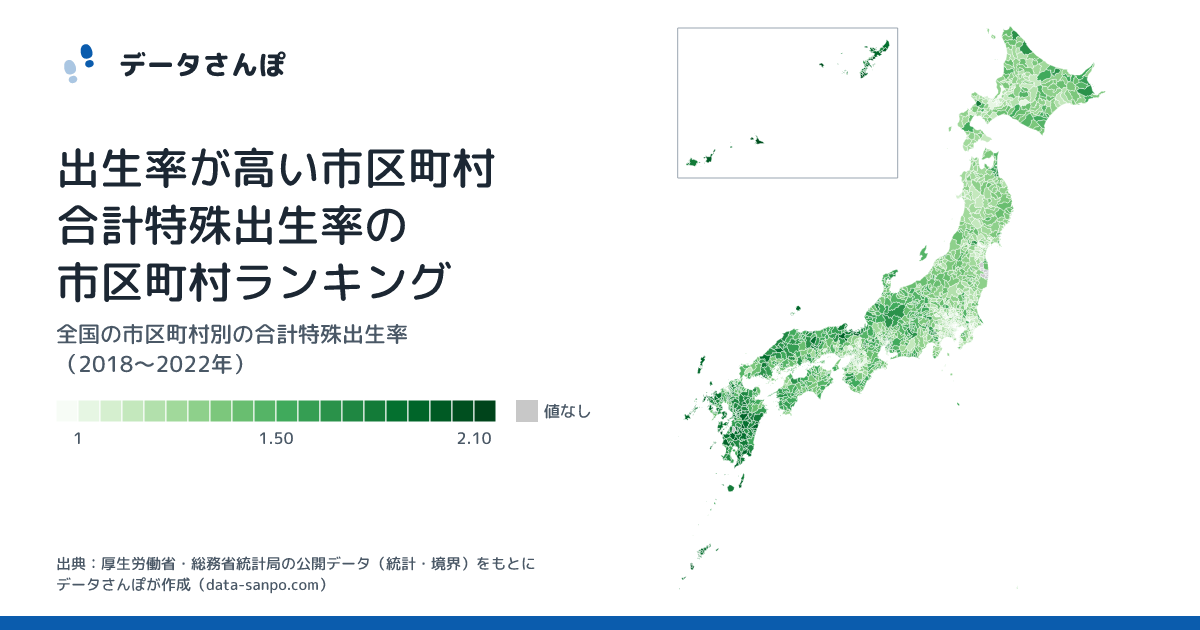 データさんぽ
出生率が高い市区町村
合計特殊出生率の
市区町村ランキング
全国の市区町村別の合計特殊出生率
（2018～2022年）
値なし
1 1.50 2.10
出典：厚生労働省・総務省統計局の公開データ（統計・境界）をもとに
データさんぽが作成（data-sanpo.com）